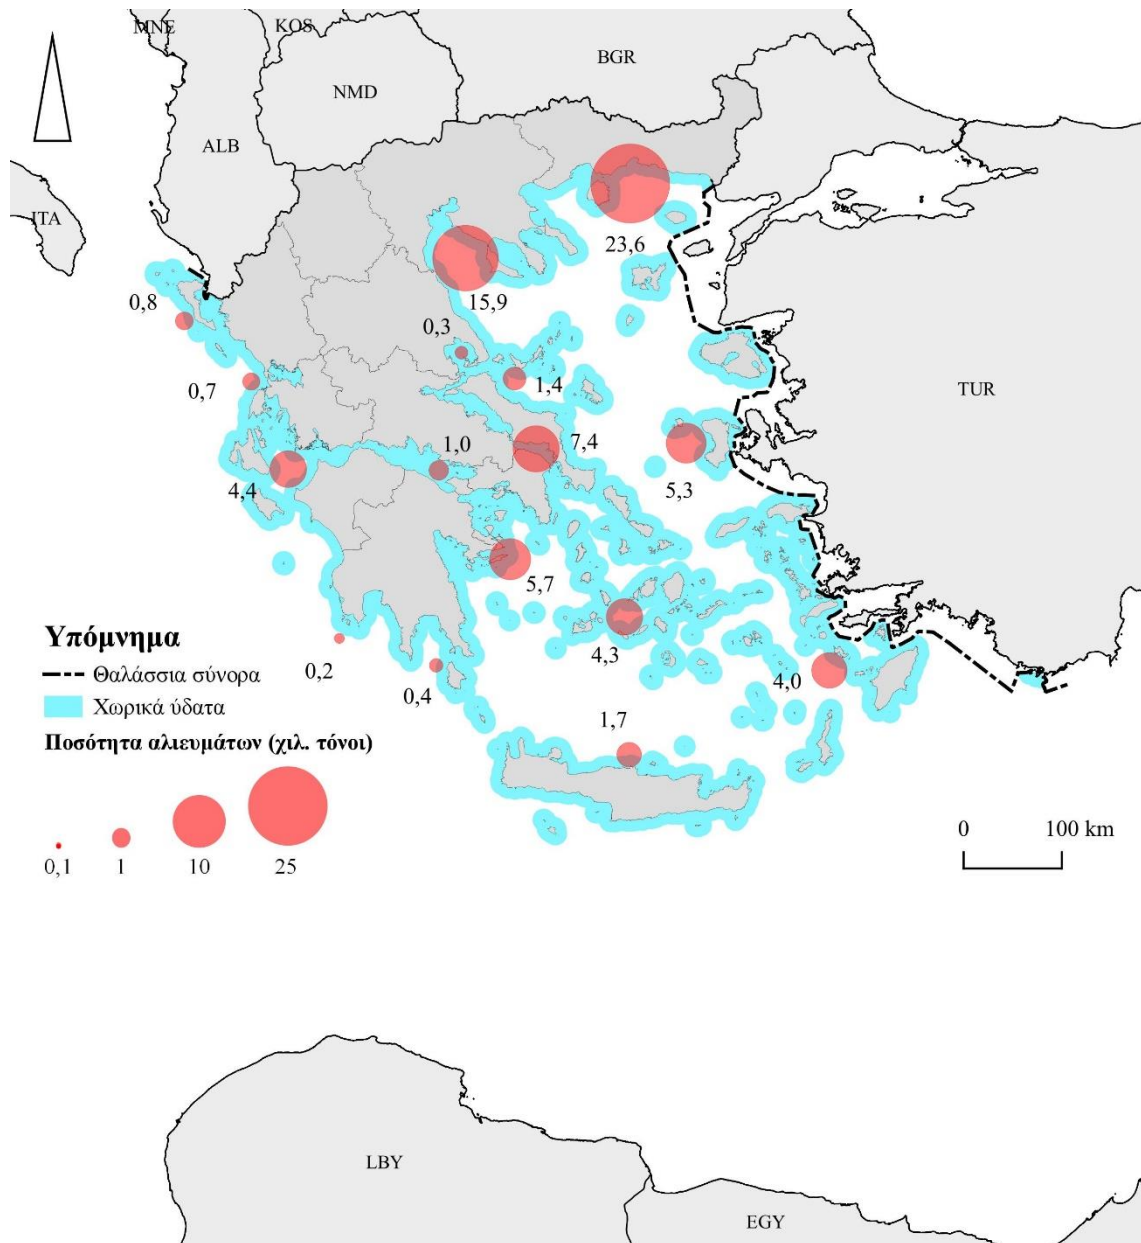 MNE
KOS
BGR
NMD
ALB
ITA
23,6
0,8
15,9
0,3
0,7
1,4
TUR
1,0
7,4
4,4
5,3
5,7
Υπόμνημα
4,3
Θαλάσσια σύνορα
0,2
0,4
4,0
Χωρικά ύδατα
1,7
Ποσότητα αλιευμάτων (χιλ. τόνοι)
0 100 km
0,1 1 10 25
LBY
EGY